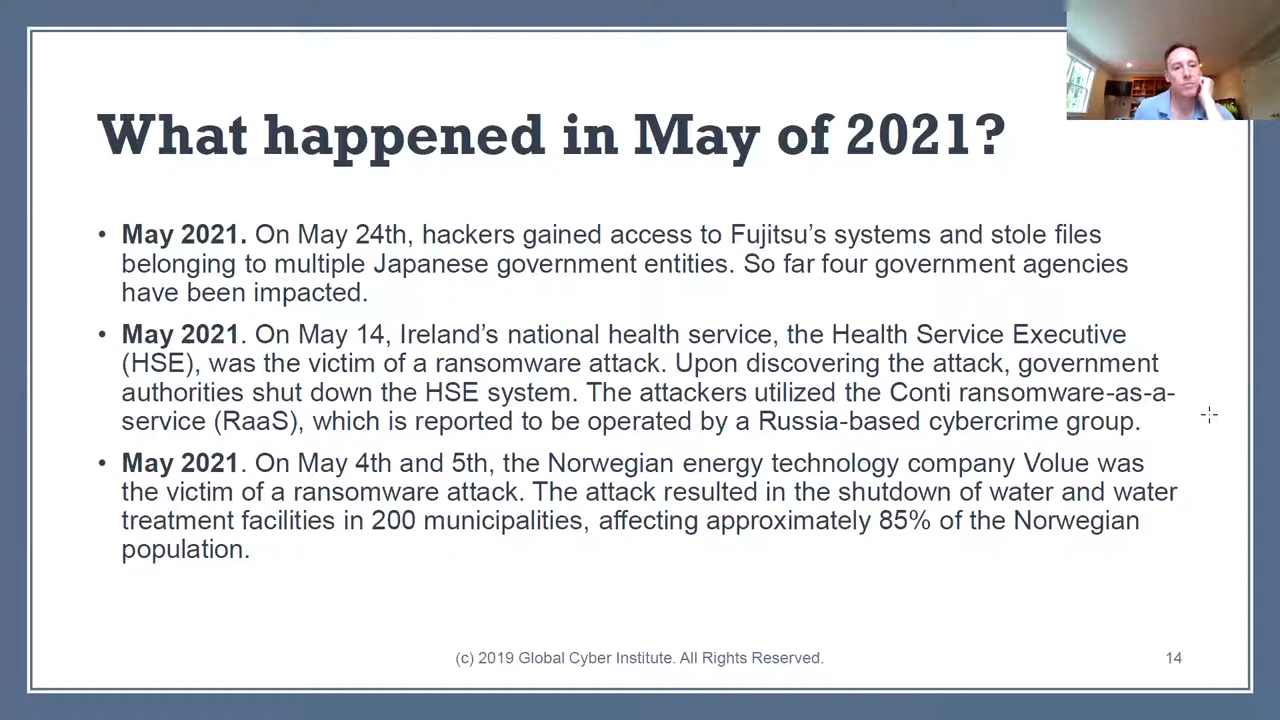 What happened in May of 2021?
• May 2021. On May 24th, hackers gained access to Fujitsu’s systems and stole files
belonging to multiple Japanese government entities. So far four government agencies
have been impacted.
• May 2021. On May 14, Ireland’s national health service, the Health Service Executive
(HSE), was the victim of a ransomware attack. Upon discovering the attack, government
authorities shut down the HSE system. The attackers utilized the Conti ransomware-as-a-
service (RaaS), which is reported to be operated by a Russia-based cybercrime group.
• May 2021. On May 4th and 5th, the Norwegian energy technology company Volue was
the victim of a ransomware attack. The attack resulted in the shutdown of water and water
treatment facilities in 200 municipalities, affecting approximately 85% of the Norwegian
population.
(c) 2019 Global Cyber Institute. All Rights Reserved.
14